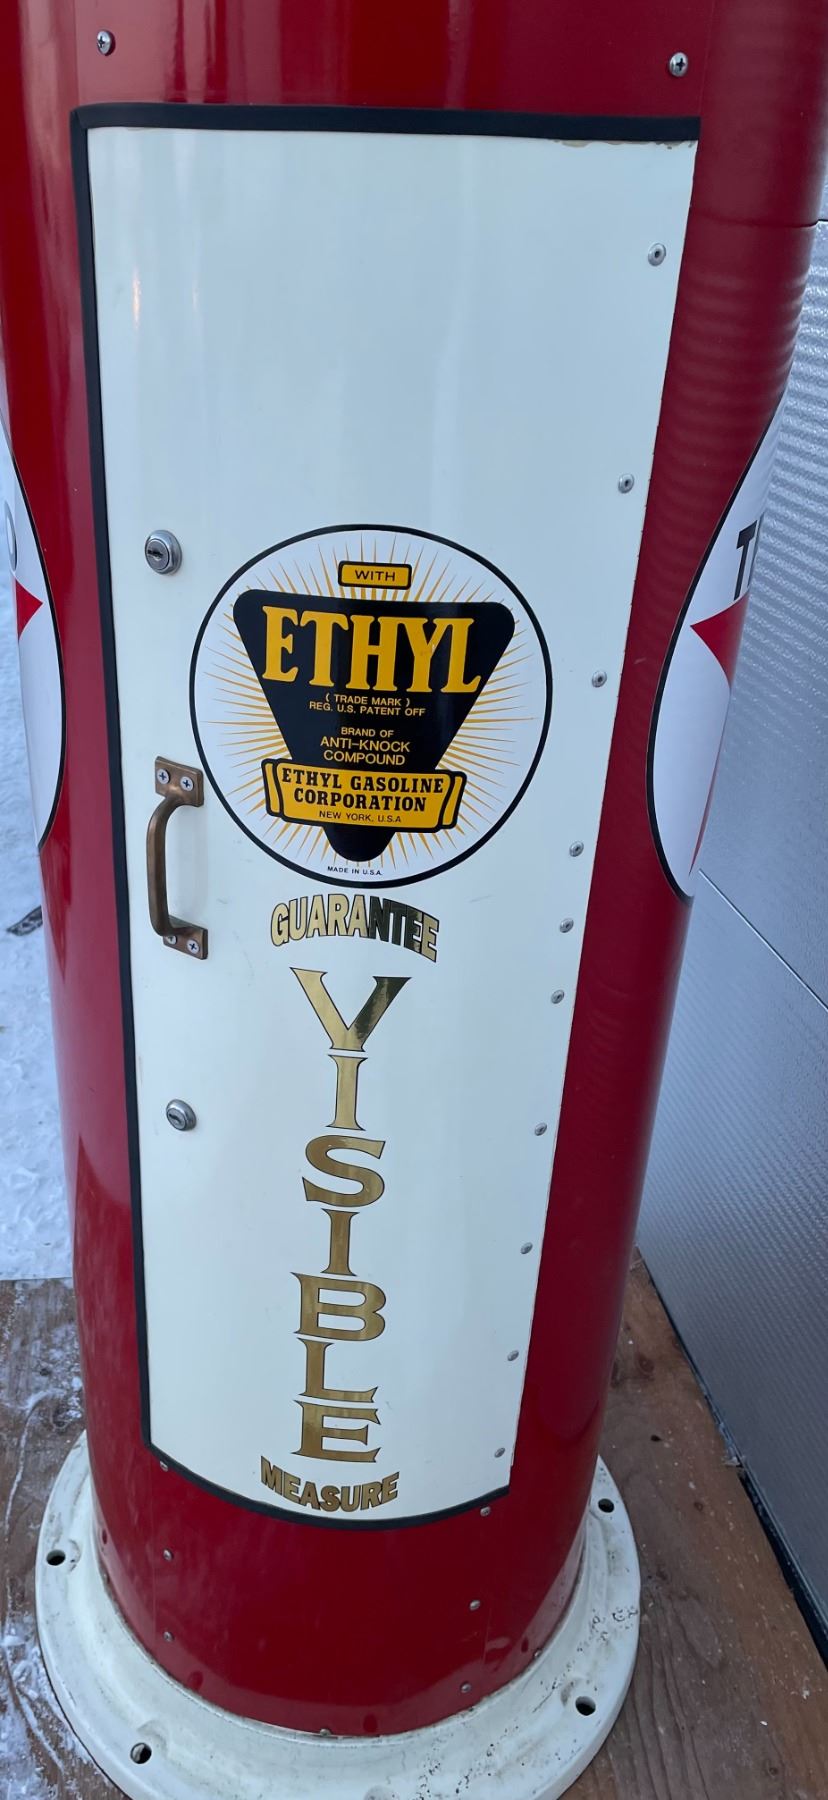 WITH
ETHYL
( TRADE MARK )
REG. U.S. PATENT OFF
BRAND OF
ANTI-KNOCK
COMPOUND
ETHYL GASOLINE
CORPORATION
NEW YORK, U.S.A
MADE IN U.S.A.
GUARANTEE
VISIBLE
MEASURE